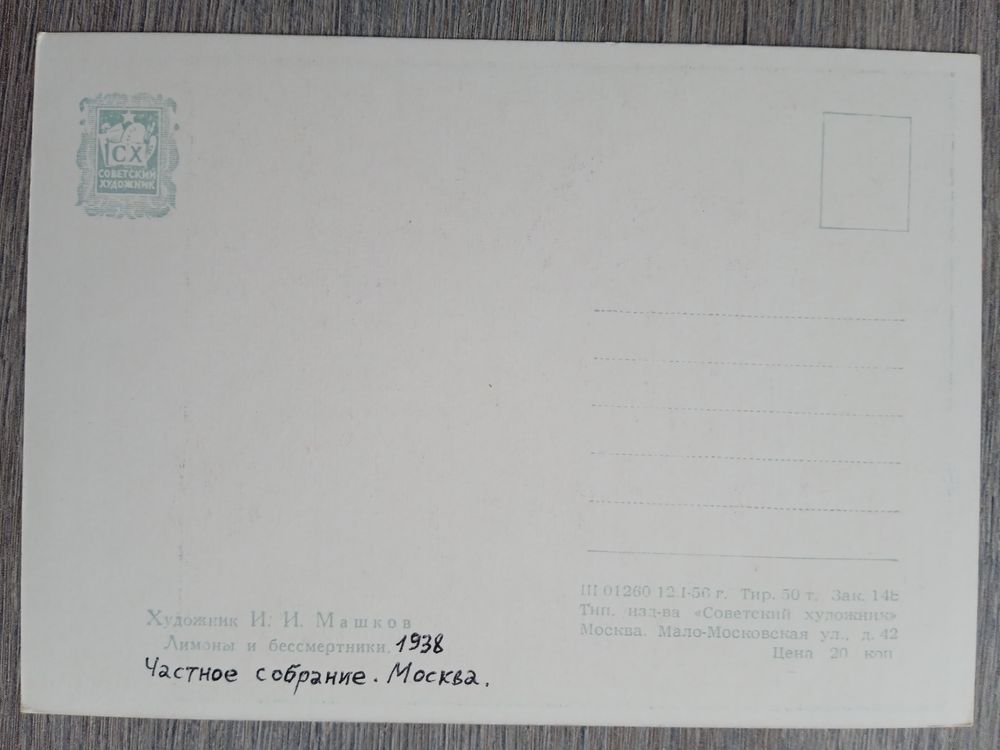 СХ
СОВЕТСКИЙ
ХУДОЖНИК
Художник И. И. Машков
Лимоны и бессмертники, 1938
Частное собрание. Москва.
Ш 01260 12.I-56 г. Тир. 50 т. Зак. 148
Тип. изд-ва «Советский художник»
Москва. Мало-Московская ул., д. 42
Цена 20 коп